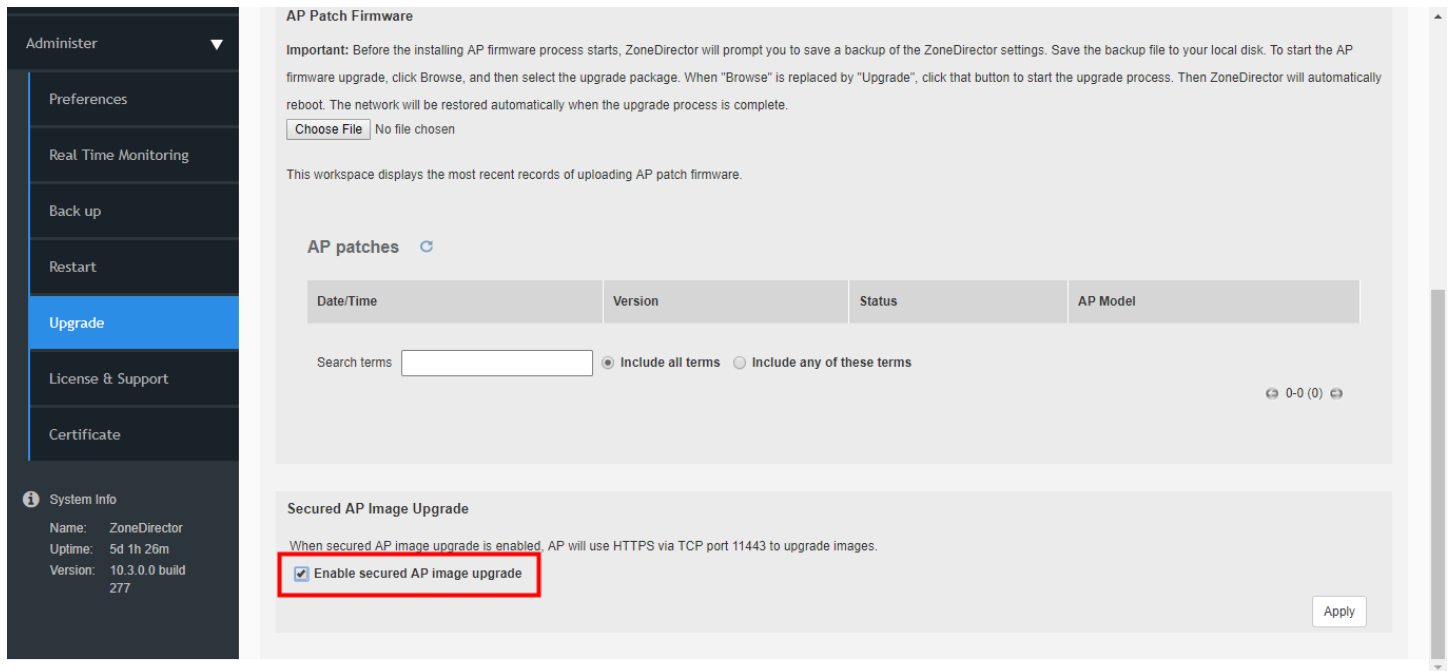 Administer
Preferences
Real Time Monitoring
Back up
Restart
Upgrade
License & Support
Certificate
System Info
Name: ZoneDirector
Uptime: 5d 1h 26m
Version: 10.3.0.0 build
277
AP Patch Firmware
Important: Before the installing AP firmware process starts, ZoneDirector will prompt you to save a backup of the ZoneDirector settings. Save the backup file to your local disk. To start the AP
firmware upgrade, click Browse, and then select the upgrade package. When "Browse" is replaced by "Upgrade", click that button to start the upgrade process. Then ZoneDirector will automatically
reboot. The network will be restored automatically when the upgrade process is complete.
Choose File No file chosen
This workspace displays the most recent records of uploading AP patch firmware.
AP patches
Date/Time Version Status AP Model
Search terms Include all terms Include any of these terms
0-0 (0)
Secured AP Image Upgrade
When secured AP image upgrade is enabled, AP will use HTTPS via TCP port 11443 to upgrade images.
Enable secured AP image upgrade
Apply